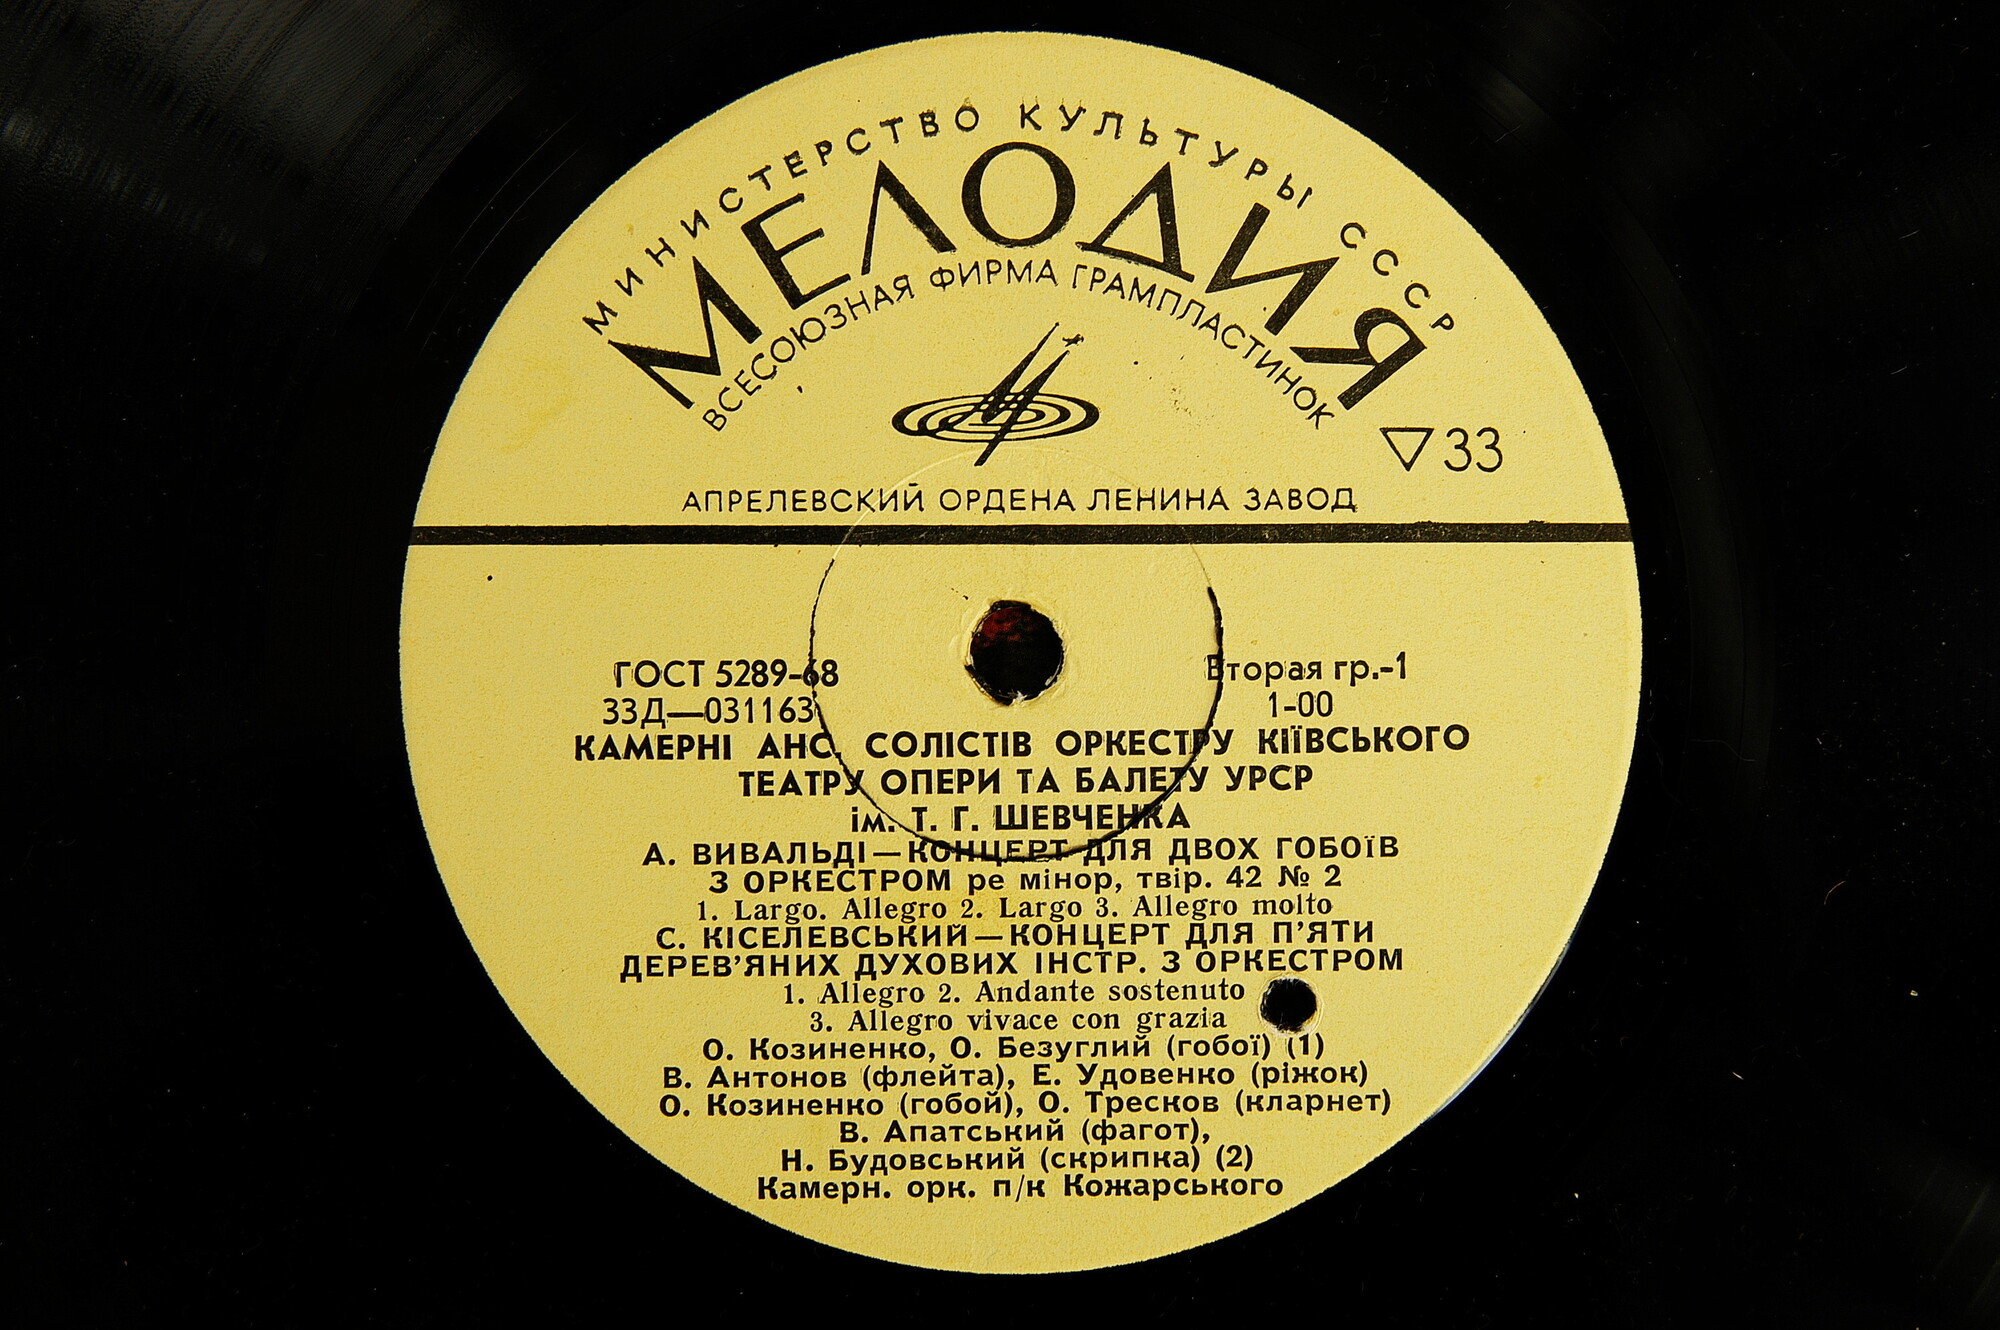 МИНИСТЕРСТВО КУЛЬТУРЫ СССР
МЕЛОДИЯ
ВСЕСОЮЗНАЯ ФИРМА ГРАМПЛАСТИНОК
▽33
АПРЕЛЕВСКИЙ ОРДЕНА ЛЕНИНА ЗАВОД
ГОСТ 5289-68 Вторая гр.-1
33Д—031163 1-00
КАМЕРНІ АНС. СОЛІСТІВ ОРКЕСТРУ КІЇВСЬКОГО
ТЕАТРУ ОПЕРИ ТА БАЛЕТУ УРСР
ім. Т. Г. ШЕВЧЕНКА
А. ВИВАЛЬДІ—КОНЦЕРТ ДЛЯ ДВОХ ГОБОЇВ
З ОРКЕСТРОМ ре мінор, твір. 42 № 2
1. Largo. Allegro 2. Largo 3. Allegro molto
С. КІСЕЛЕВСЬКИЙ—КОНЦЕРТ ДЛЯ П'ЯТИ
ДЕРЕВ'ЯНИХ ДУХОВИХ ІНСТР. З ОРКЕСТРОМ
1. Allegro 2. Andante sostenuto
3. Allegro vivace con grazia
О. Козиненко, О. Безуглий (гобої) (1)
В. Антонов (флейта), Е. Удовенко (ріжок)
О. Козиненко (гобой), О. Тресков (кларнет)
В. Апатський (фагот),
Н. Будовський (скрипка) (2)
Камерн. орк. п/к Кожарського